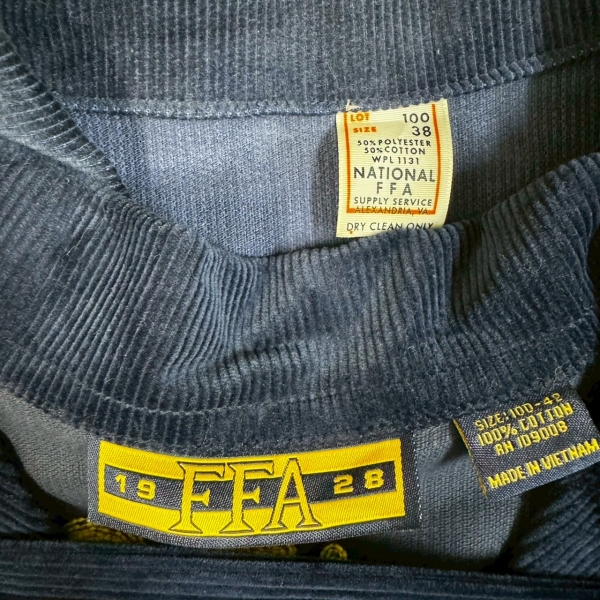 LOT 100
SIZE 38
50% POLYESTER
50% COTTON
WPL 1131
NATIONAL
FFA
SUPPLY SERVICE
ALEXANDRIA, VA.
DRY CLEAN ONLY
19 FFA 28
SIZE: 100-42
100% COTTON
RN 109008
MADE IN VIETNAM